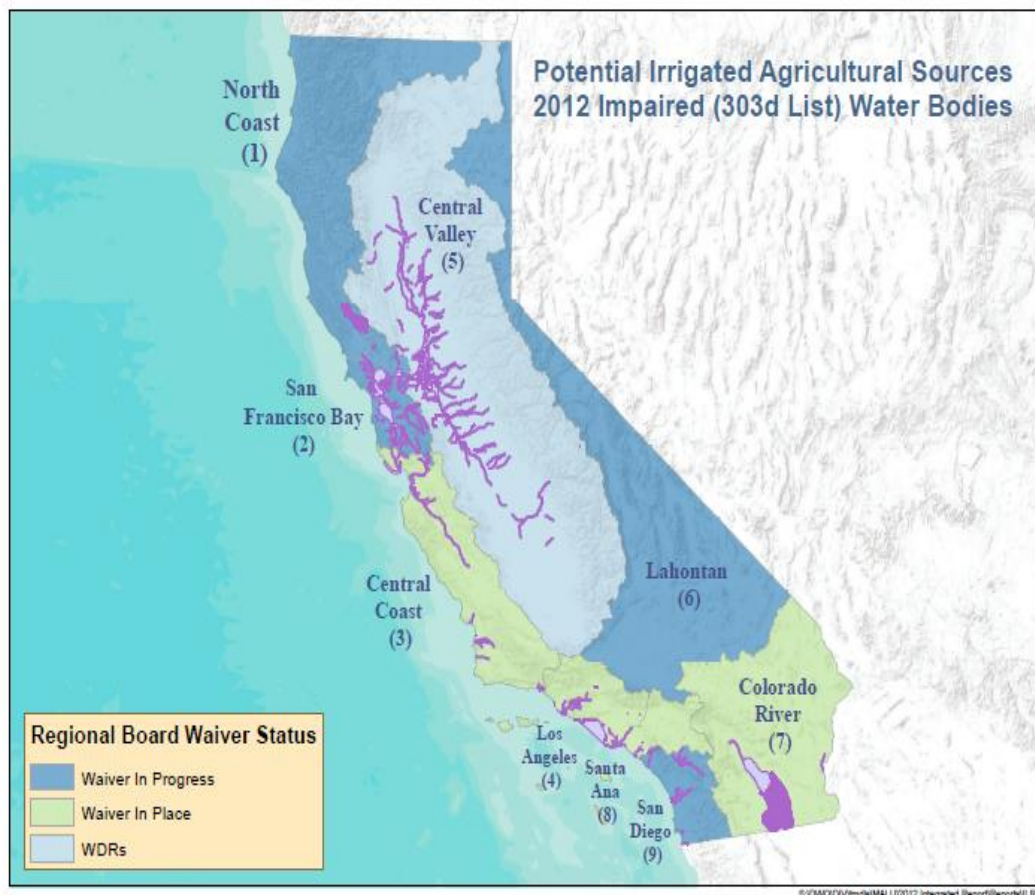 Potential Irrigated Agricultural Sources
2012 Impaired (303d List) Water Bodies
North
Coast
(1)
Central
Valley
(5)
San
Francisco Bay
(2)
Central
Coast
(3)
Lahontan
(6)
Colorado
River
(7)
Los
Angeles
(4)
Santa
Ana
(8)
San
Diego
(9)
Regional Board Waiver Status
Waiver In Progress
Waiver In Place
WDRs